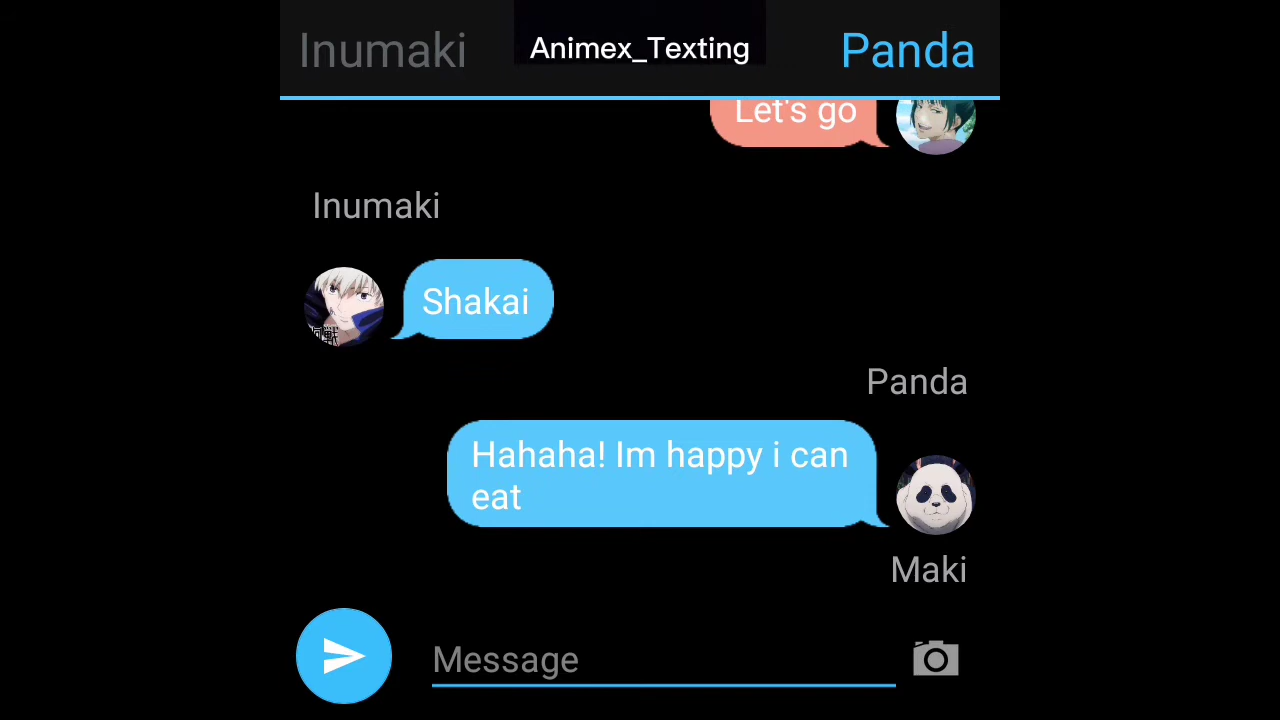 Inumaki
Animex_Texting
Panda
Let's go
Inumaki
Shakai
Panda
Hahaha! Im happy i can
eat
Maki
Message